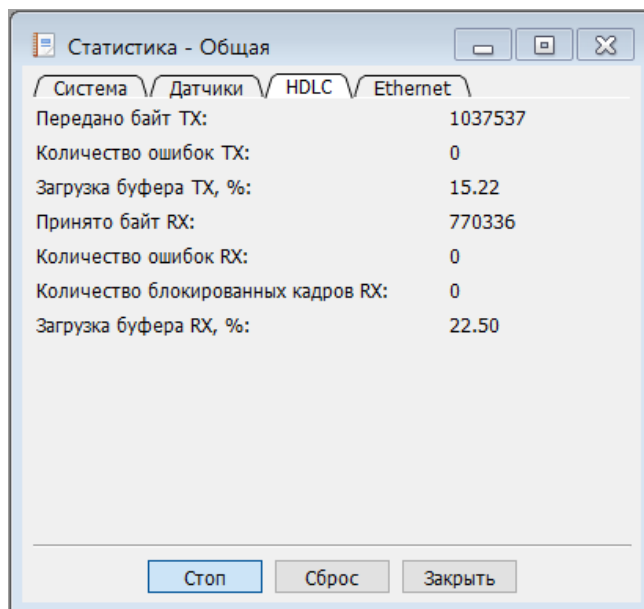 Статистика - Общая
Система Датчики HDLC Ethernet
Передано байт TX: 1037537
Количество ошибок TX: 0
Загрузка буфера TX, %: 15.22
Принято байт RX: 770336
Количество ошибок RX: 0
Количество блокированных кадров RX: 0
Загрузка буфера RX, %: 22.50
Стоп Сброс Закрыть